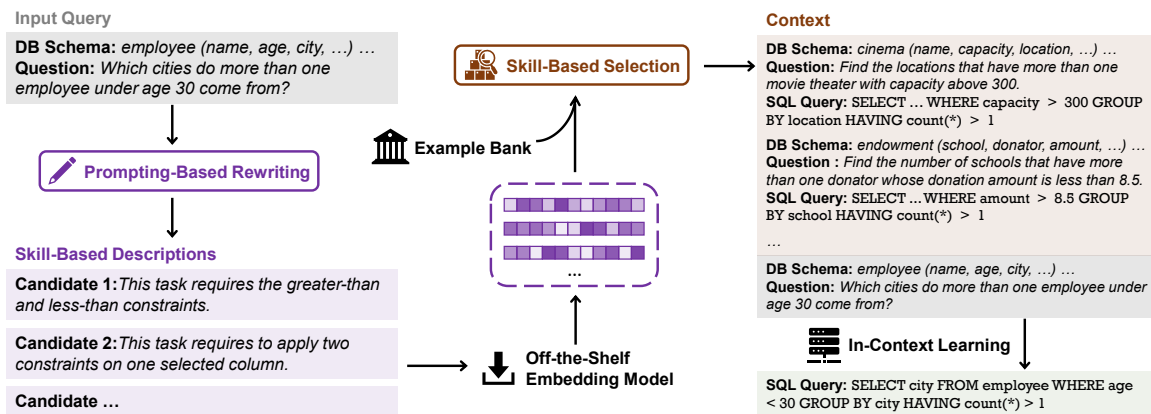 Input Query
DB Schema: employee (name, age, city, …) …
Question: Which cities do more than one
employee under age 30 come from?
Prompting-Based Rewriting
Skill-Based Descriptions
Candidate 1:This task requires the greater-than
and less-than constraints.
Candidate 2:This task requires to apply two
constraints on one selected column.
Candidate …
Skill-Based Selection
Example Bank
...
Off-the-Shelf
Embedding Model
Context
DB Schema: cinema (name, capacity, location, …) …
Question: Find the locations that have more than one
movie theater with capacity above 300.
SQL Query: SELECT … WHERE capacity > 300 GROUP
BY location HAVING count(*) > 1
DB Schema: endowment (school, donator, amount, …) …
Question : Find the number of schools that have more
than one donator whose donation amount is less than 8.5.
SQL Query: SELECT …WHERE amount > 8.5 GROUP
BY school HAVING count(*) > 1
…
DB Schema: employee (name, age, city, …) …
Question: Which cities do more than one employee under
age 30 come from?
In-Context Learning
SQL Query: SELECT city FROM employee WHERE age
< 30 GROUP BY city HAVING count(*) > 1